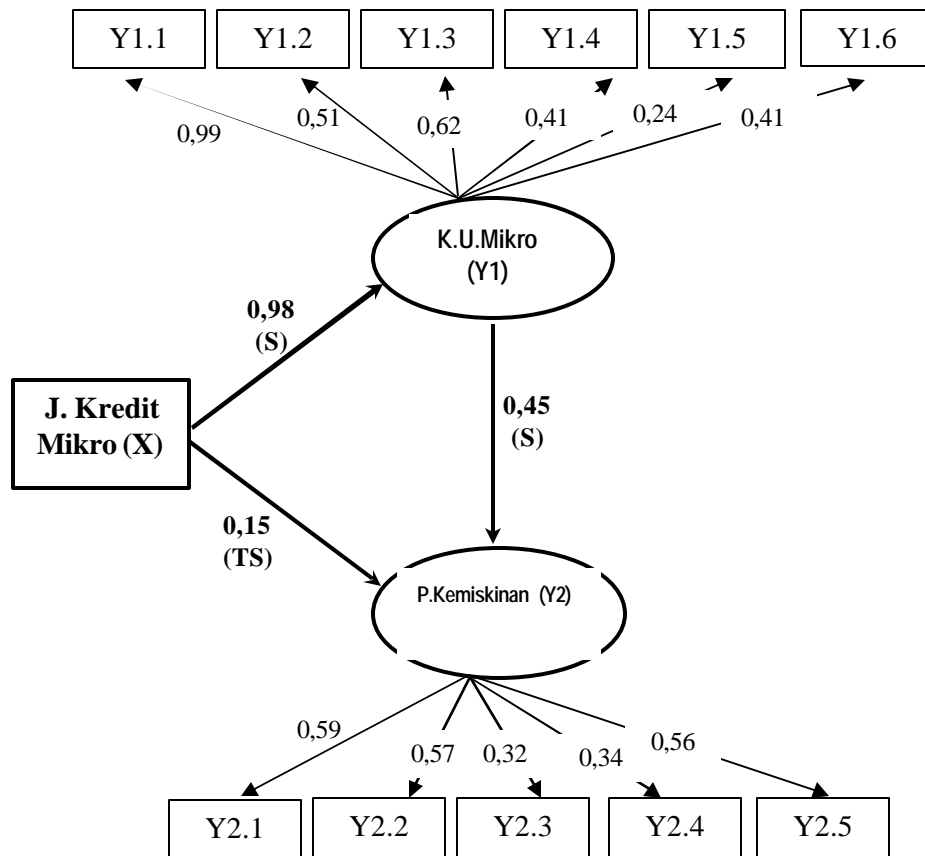 Y1.1 Y1.2 Y1.3 Y1.4 Y1.5 Y1.6
0,99 0,51 0,62 0,41 0,24 0,41
K.U.Mikro
(Y1)
0,98
(S)
J. Kredit
Mikro (X)
0,45
(S)
0,15
(TS)
P.Kemiskinan (Y2)
0,59 0,57 0,32 0,34 0,56
Y2.1 Y2.2 Y2.3 Y2.4 Y2.5